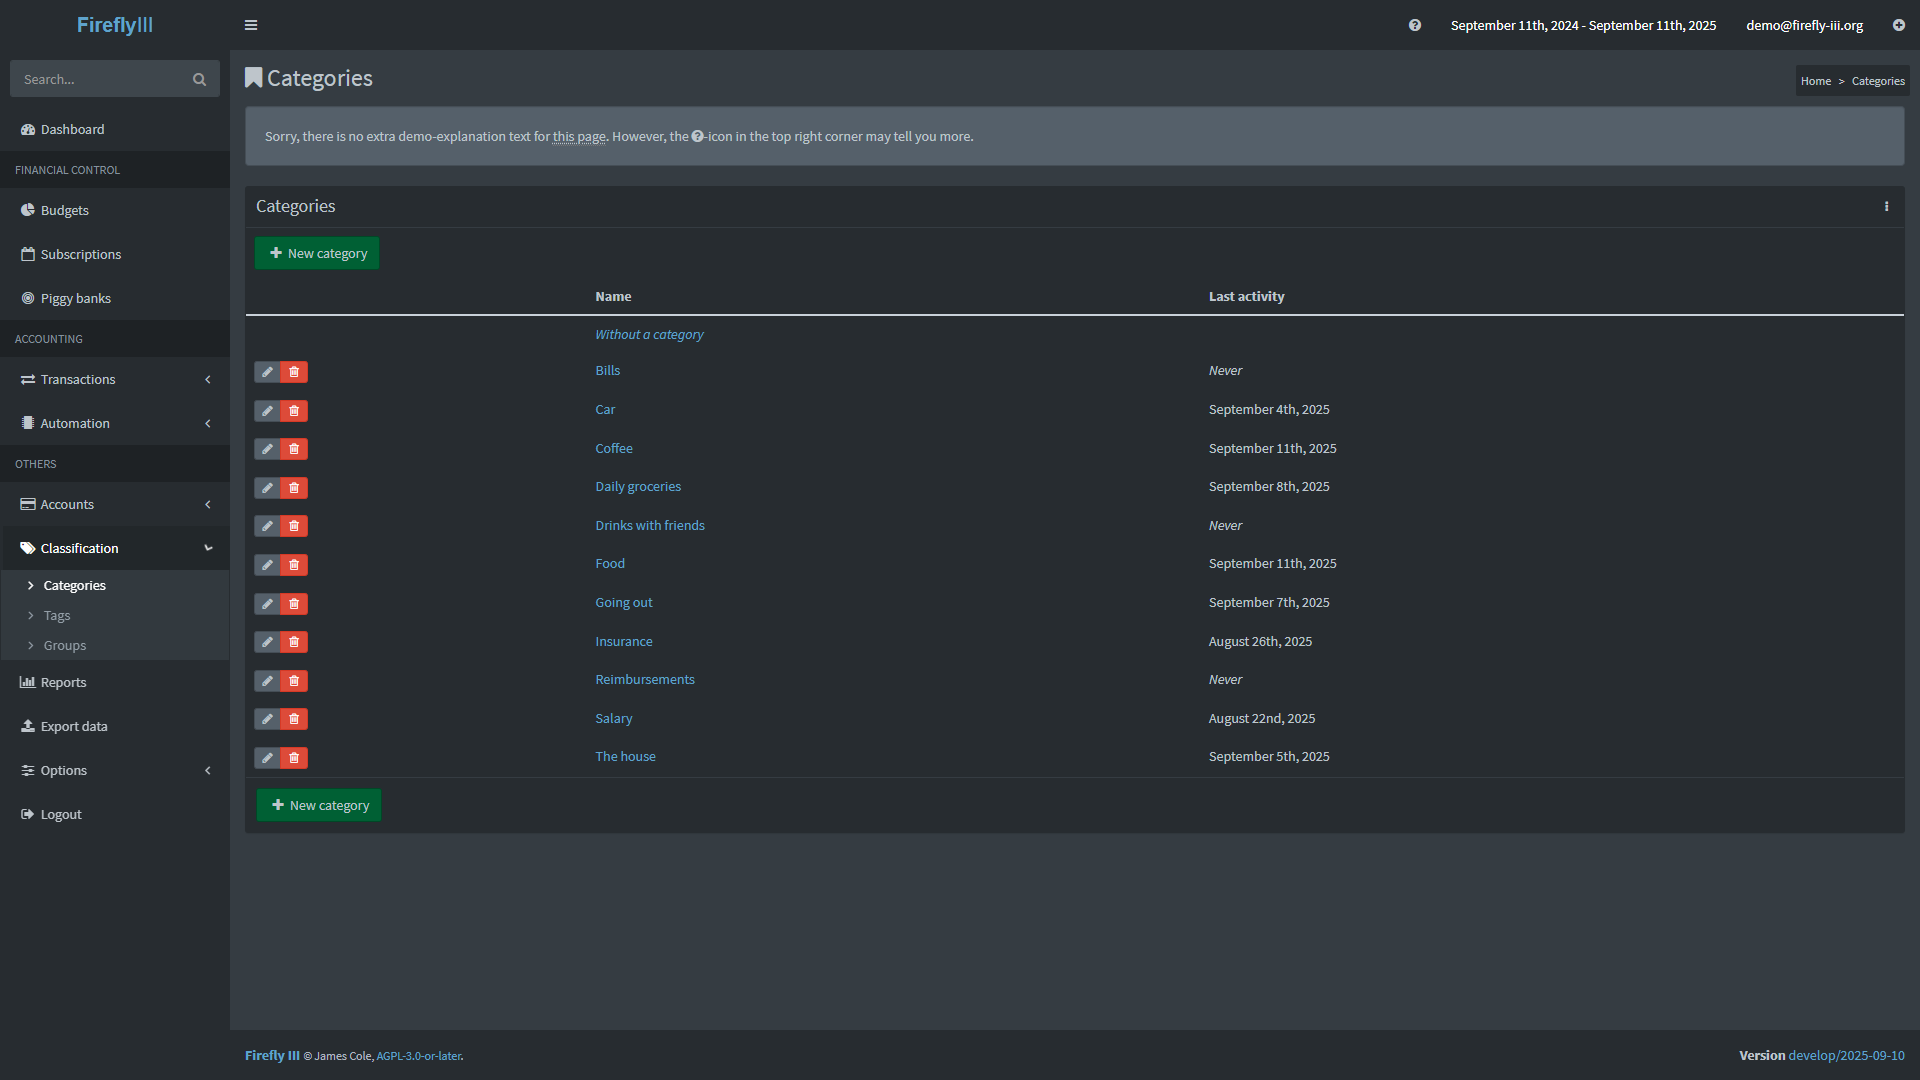 FireflyIII
September 11th, 2024 - September 11th, 2025
demo@firefly-iii.org
Search...
Dashboard
FINANCIAL CONTROL
Budgets
Subscriptions
Piggy banks
ACCOUNTING
Transactions
Automation
OTHERS
Accounts
Classification
Categories
Tags
Groups
Reports
Export data
Options
Logout
Categories
Home > Categories
Sorry, there is no extra demo-explanation text for this page. However, the ?-icon in the top right corner may tell you more.
Categories
New category
Name Last activity
Without a category
Bills Never
Car September 4th, 2025
Coffee September 11th, 2025
Daily groceries September 8th, 2025
Drinks with friends Never
Food September 11th, 2025
Going out September 7th, 2025
Insurance August 26th, 2025
Reimbursements Never
Salary August 22nd, 2025
The house September 5th, 2025
New category
Firefly III © James Cole, AGPL-3.0-or-later.
Version develop/2025-09-10